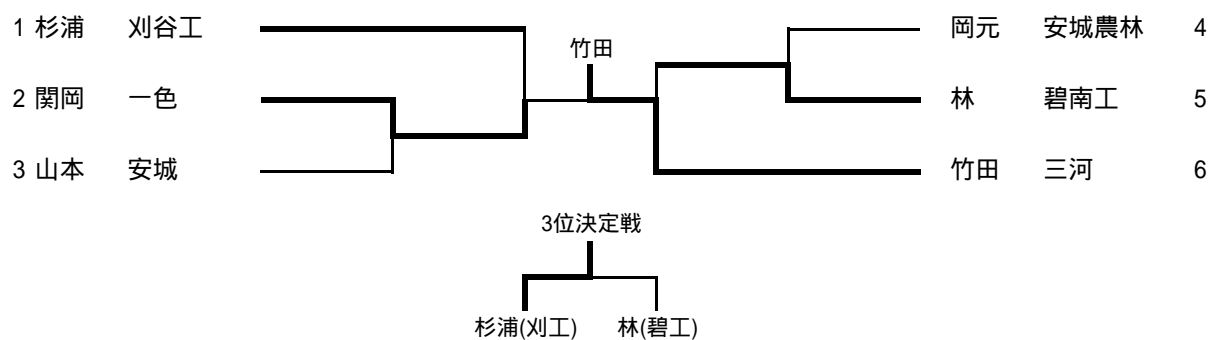 1 杉浦 刈谷工
2 関岡 一色
3 山本 安城
竹田
岡元 安城農林 4
林 碧南工 5
竹田 三河 6
3位決定戦
杉浦(刈工) 林(碧工)